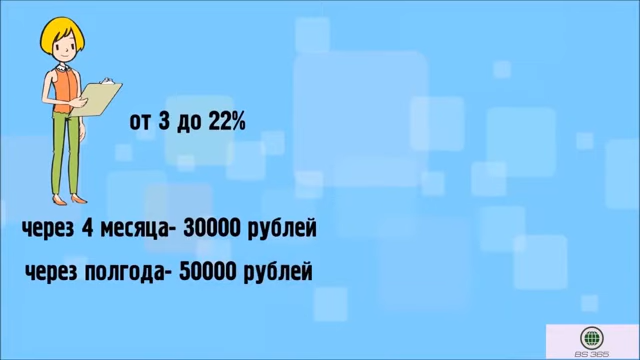 от 3 до 22%
через 4 месяца- 30000 рублей
через полгода- 50000 рублей
BS 365